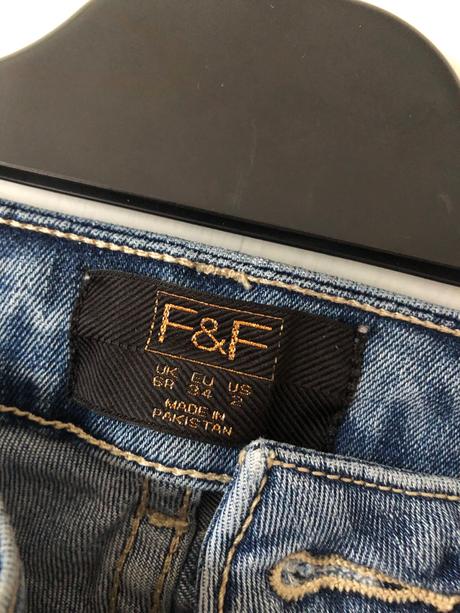 F&F
UK EU US
6R 34 2
MADE IN
PAKISTAN